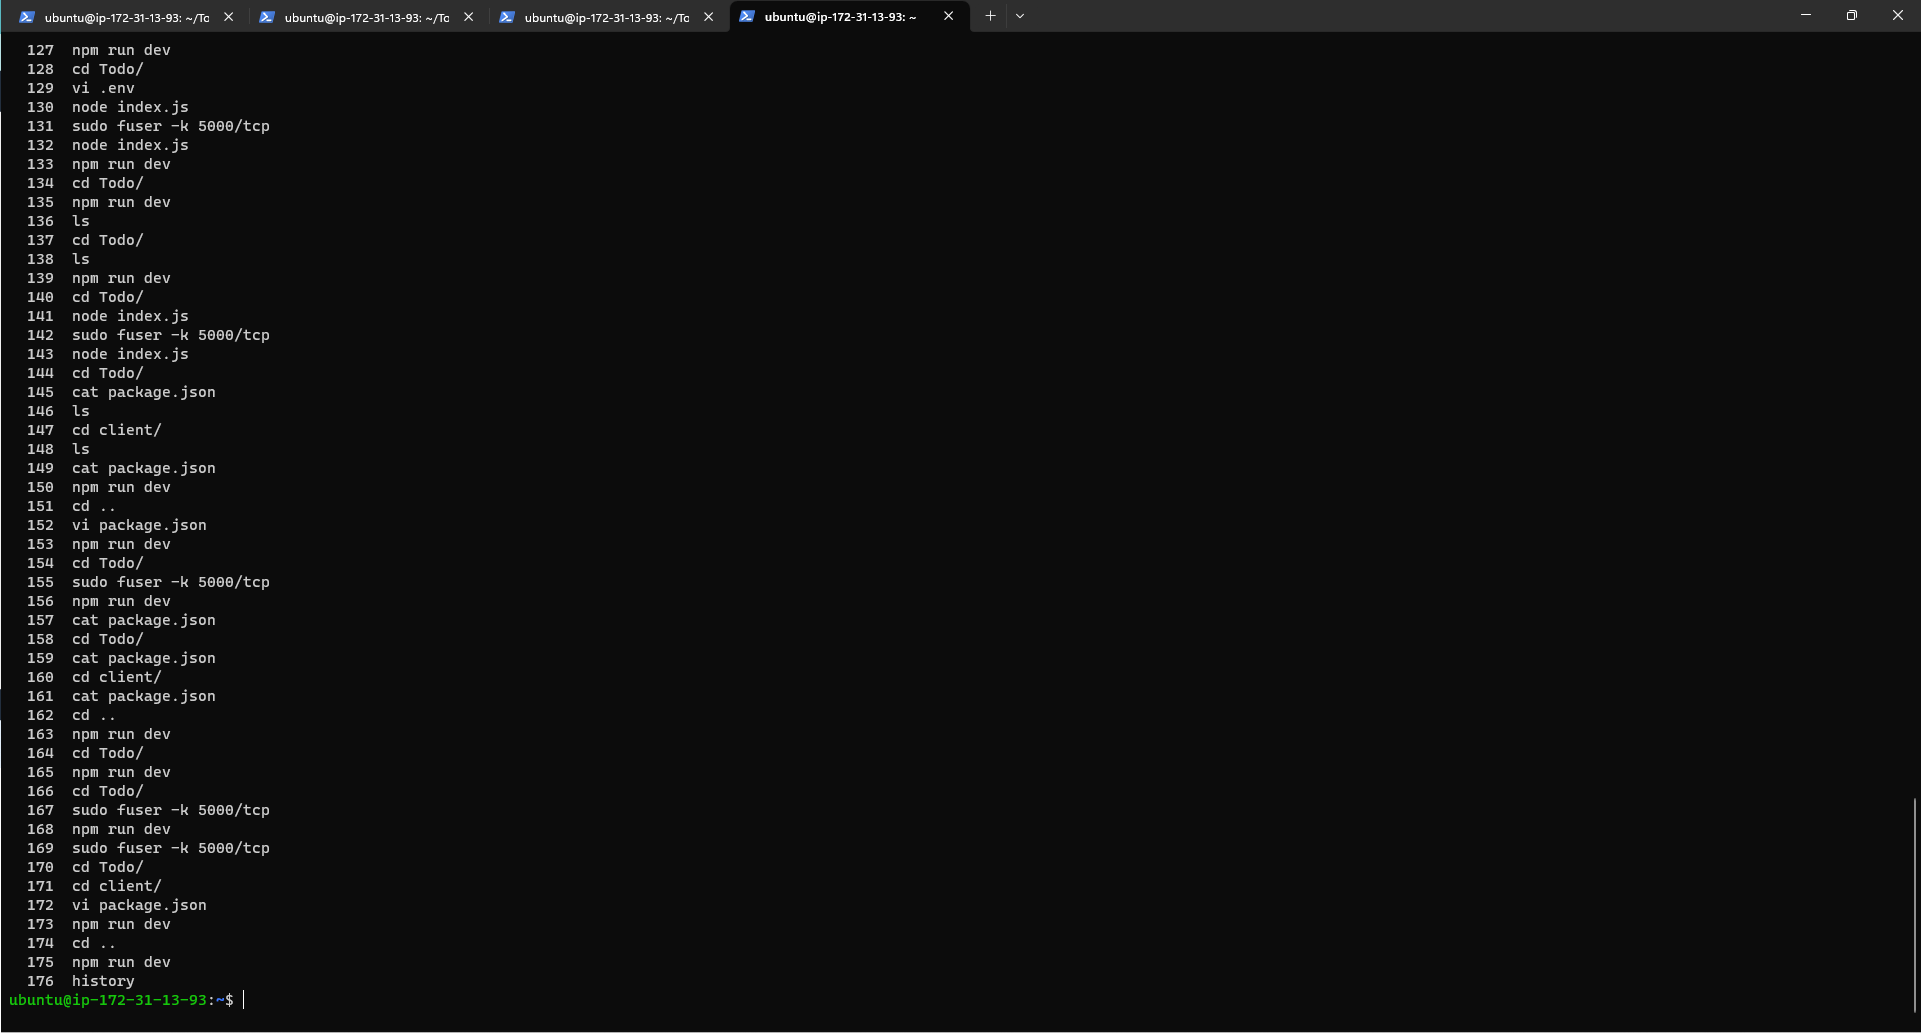 ubuntu@ip-172-31-13-93: ~/To
ubuntu@ip-172-31-13-93: ~/To
ubuntu@ip-172-31-13-93: ~/To
ubuntu@ip-172-31-13-93: ~
127 npm run dev
128 cd Todo/
129 vi .env
130 node index.js
131 sudo fuser -k 5000/tcp
132 node index.js
133 npm run dev
134 cd Todo/
135 npm run dev
136 ls
137 cd Todo/
138 ls
139 npm run dev
140 cd Todo/
141 node index.js
142 sudo fuser -k 5000/tcp
143 node index.js
144 cd Todo/
145 cat package.json
146 ls
147 cd client/
148 ls
149 cat package.json
150 npm run dev
151 cd ..
152 vi package.json
153 npm run dev
154 cd Todo/
155 sudo fuser -k 5000/tcp
156 npm run dev
157 cat package.json
158 cd Todo/
159 cat package.json
160 cd client/
161 cat package.json
162 cd ..
163 npm run dev
164 cd Todo/
165 npm run dev
166 cd Todo/
167 sudo fuser -k 5000/tcp
168 npm run dev
169 sudo fuser -k 5000/tcp
170 cd Todo/
171 cd client/
172 vi package.json
173 npm run dev
174 cd ..
175 npm run dev
176 history
ubuntu@ip-172-31-13-93:~$